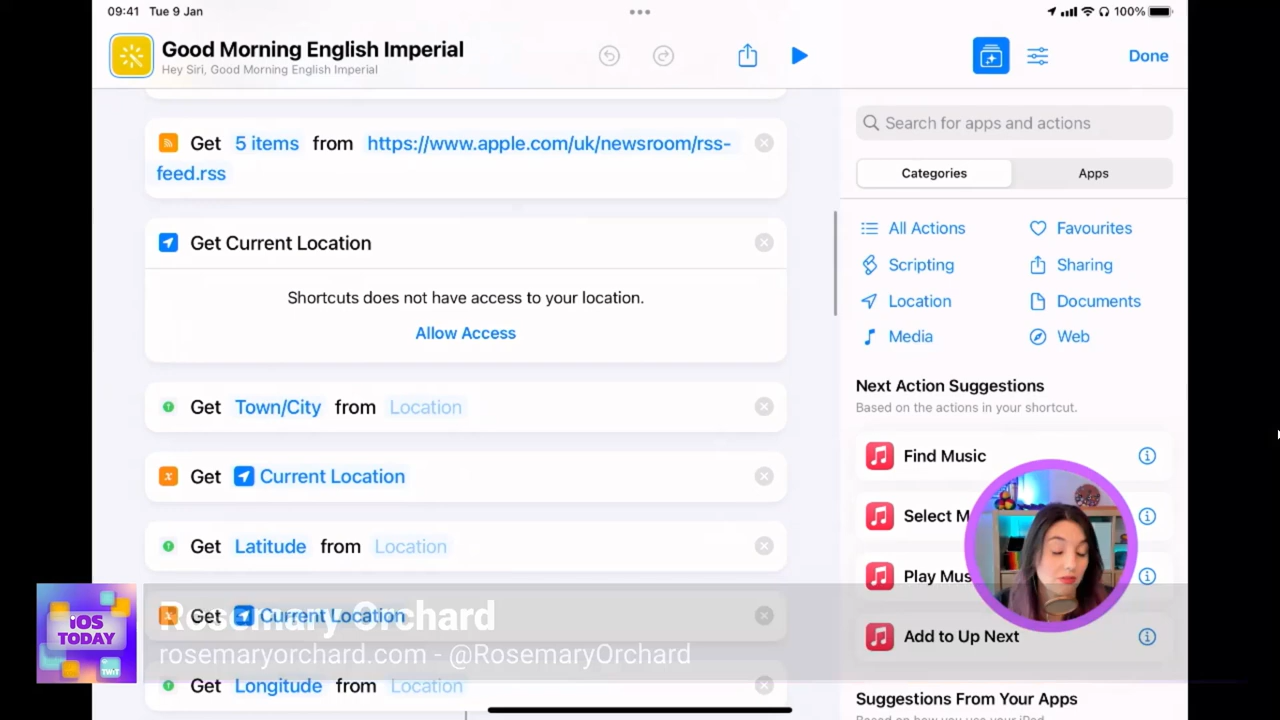 09:41 Tue 9 Jan
100%
Good Morning English Imperial
Hey Siri, Good Morning English Imperial
Done
Get 5 items from https://www.apple.com/uk/newsroom/rss-
feed.rss
Get Current Location
Shortcuts does not have access to your location.
Allow Access
Get Town/City from Location
Get Current Location
Get Latitude from Location
Get Current Location
Get Longitude from Location
Search for apps and actions
Categories Apps
All Actions Favourites
Scripting Sharing
Location Documents
Media Web
Next Action Suggestions
Based on the actions in your shortcut.
Find Music
Select M
Play Mus
Add to Up Next
Suggestions From Your Apps
iOS
TODAY
TWiT
Rosemary Orchard
rosemaryorchard.com - @RosemaryOrchard